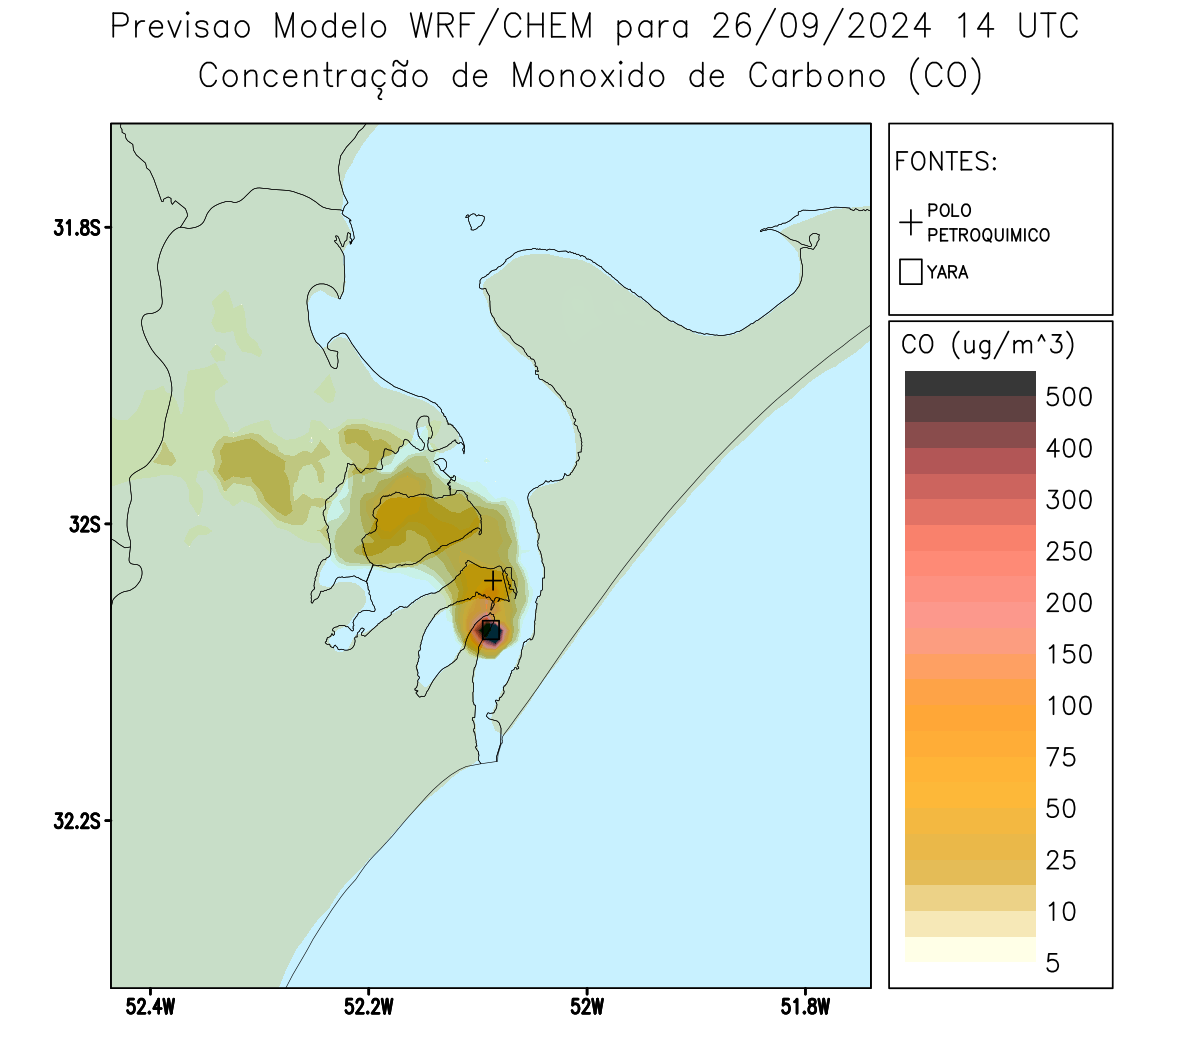 Previsao Modelo WRF/CHEM para 26/09/2024 14 UTC
Concentração de Monoxido de Carbono (CO)
FONTES:
POLO
PETROQUIMICO
YARA
CO (ug/m^3)
500
400
300
250
200
150
100
75
50
25
10
5
31.8S
32S
32.2S
52.4W
52.2W
52W
51.8W